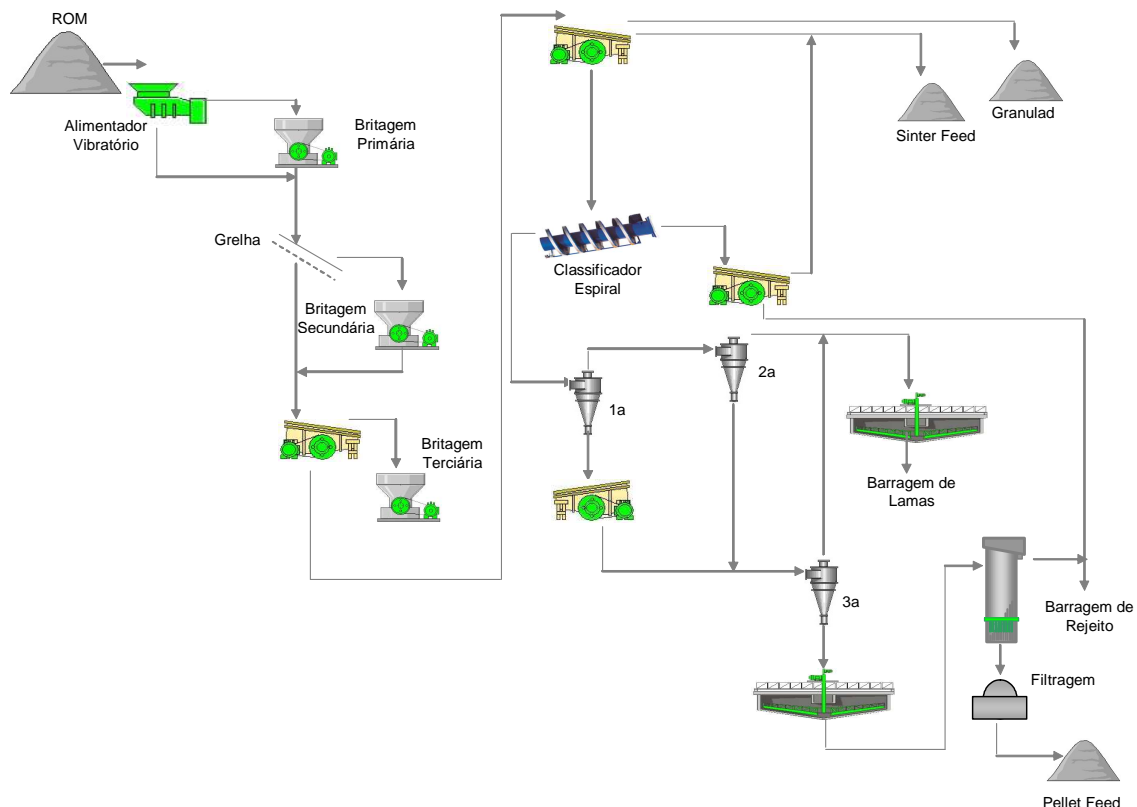 ROM
Alimentador
Vibratório
Britagem
Primária
Grelha
Britagem
Secundária
Britagem
Terciária
Sinter Feed
Granulad
Classificador
Espiral
1a
2a
Barragem de
Lamas
3a
Barragem de
Rejeito
Filtragem
Pellet Feed